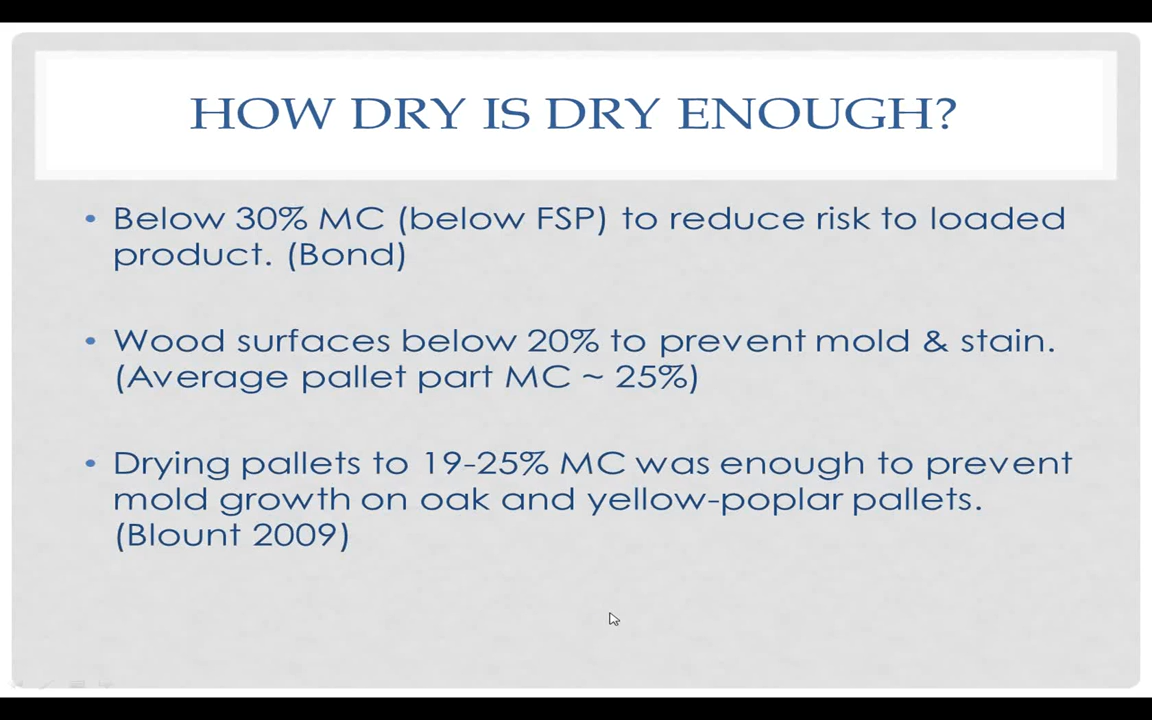 HOW DRY IS DRY ENOUGH?
• Below 30% MC (below FSP) to reduce risk to loaded
product. (Bond)
• Wood surfaces below 20% to prevent mold & stain.
(Average pallet part MC ~ 25%)
• Drying pallets to 19-25% MC was enough to prevent
mold growth on oak and yellow-poplar pallets.
(Blount 2009)